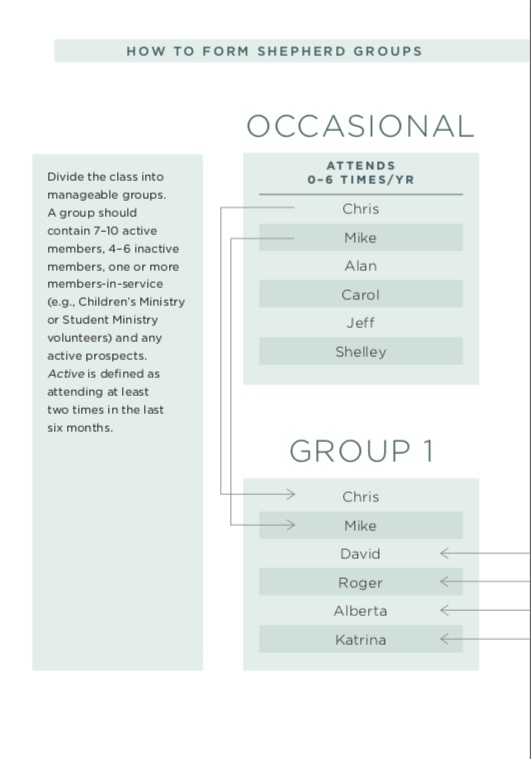 HOW TO FORM SHEPHERD GROUPS
Divide the class into
manageable groups.
A group should
contain 7–10 active
members, 4–6 inactive
members, one or more
members-in-service
(e.g., Children's Ministry
or Student Ministry
volunteers) and any
active prospects.
Active is defined as
attending at least
two times in the last
six months.
OCCASIONAL
ATTENDS
0–6 TIMES/YR
Chris
Mike
Alan
Carol
Jeff
Shelley
GROUP 1
Chris
Mike
David
Roger
Alberta
Katrina